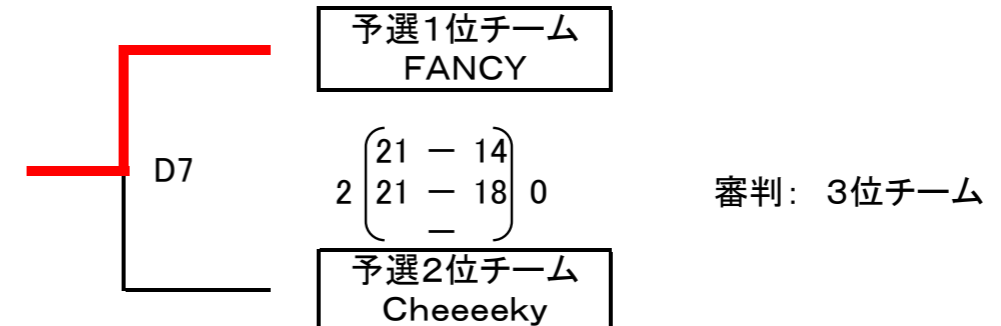 予選1位チーム
FANCY
D7
21 － 14
2 21 － 18 0
－
審判： 3位チーム
予選2位チーム
Cheeeeky